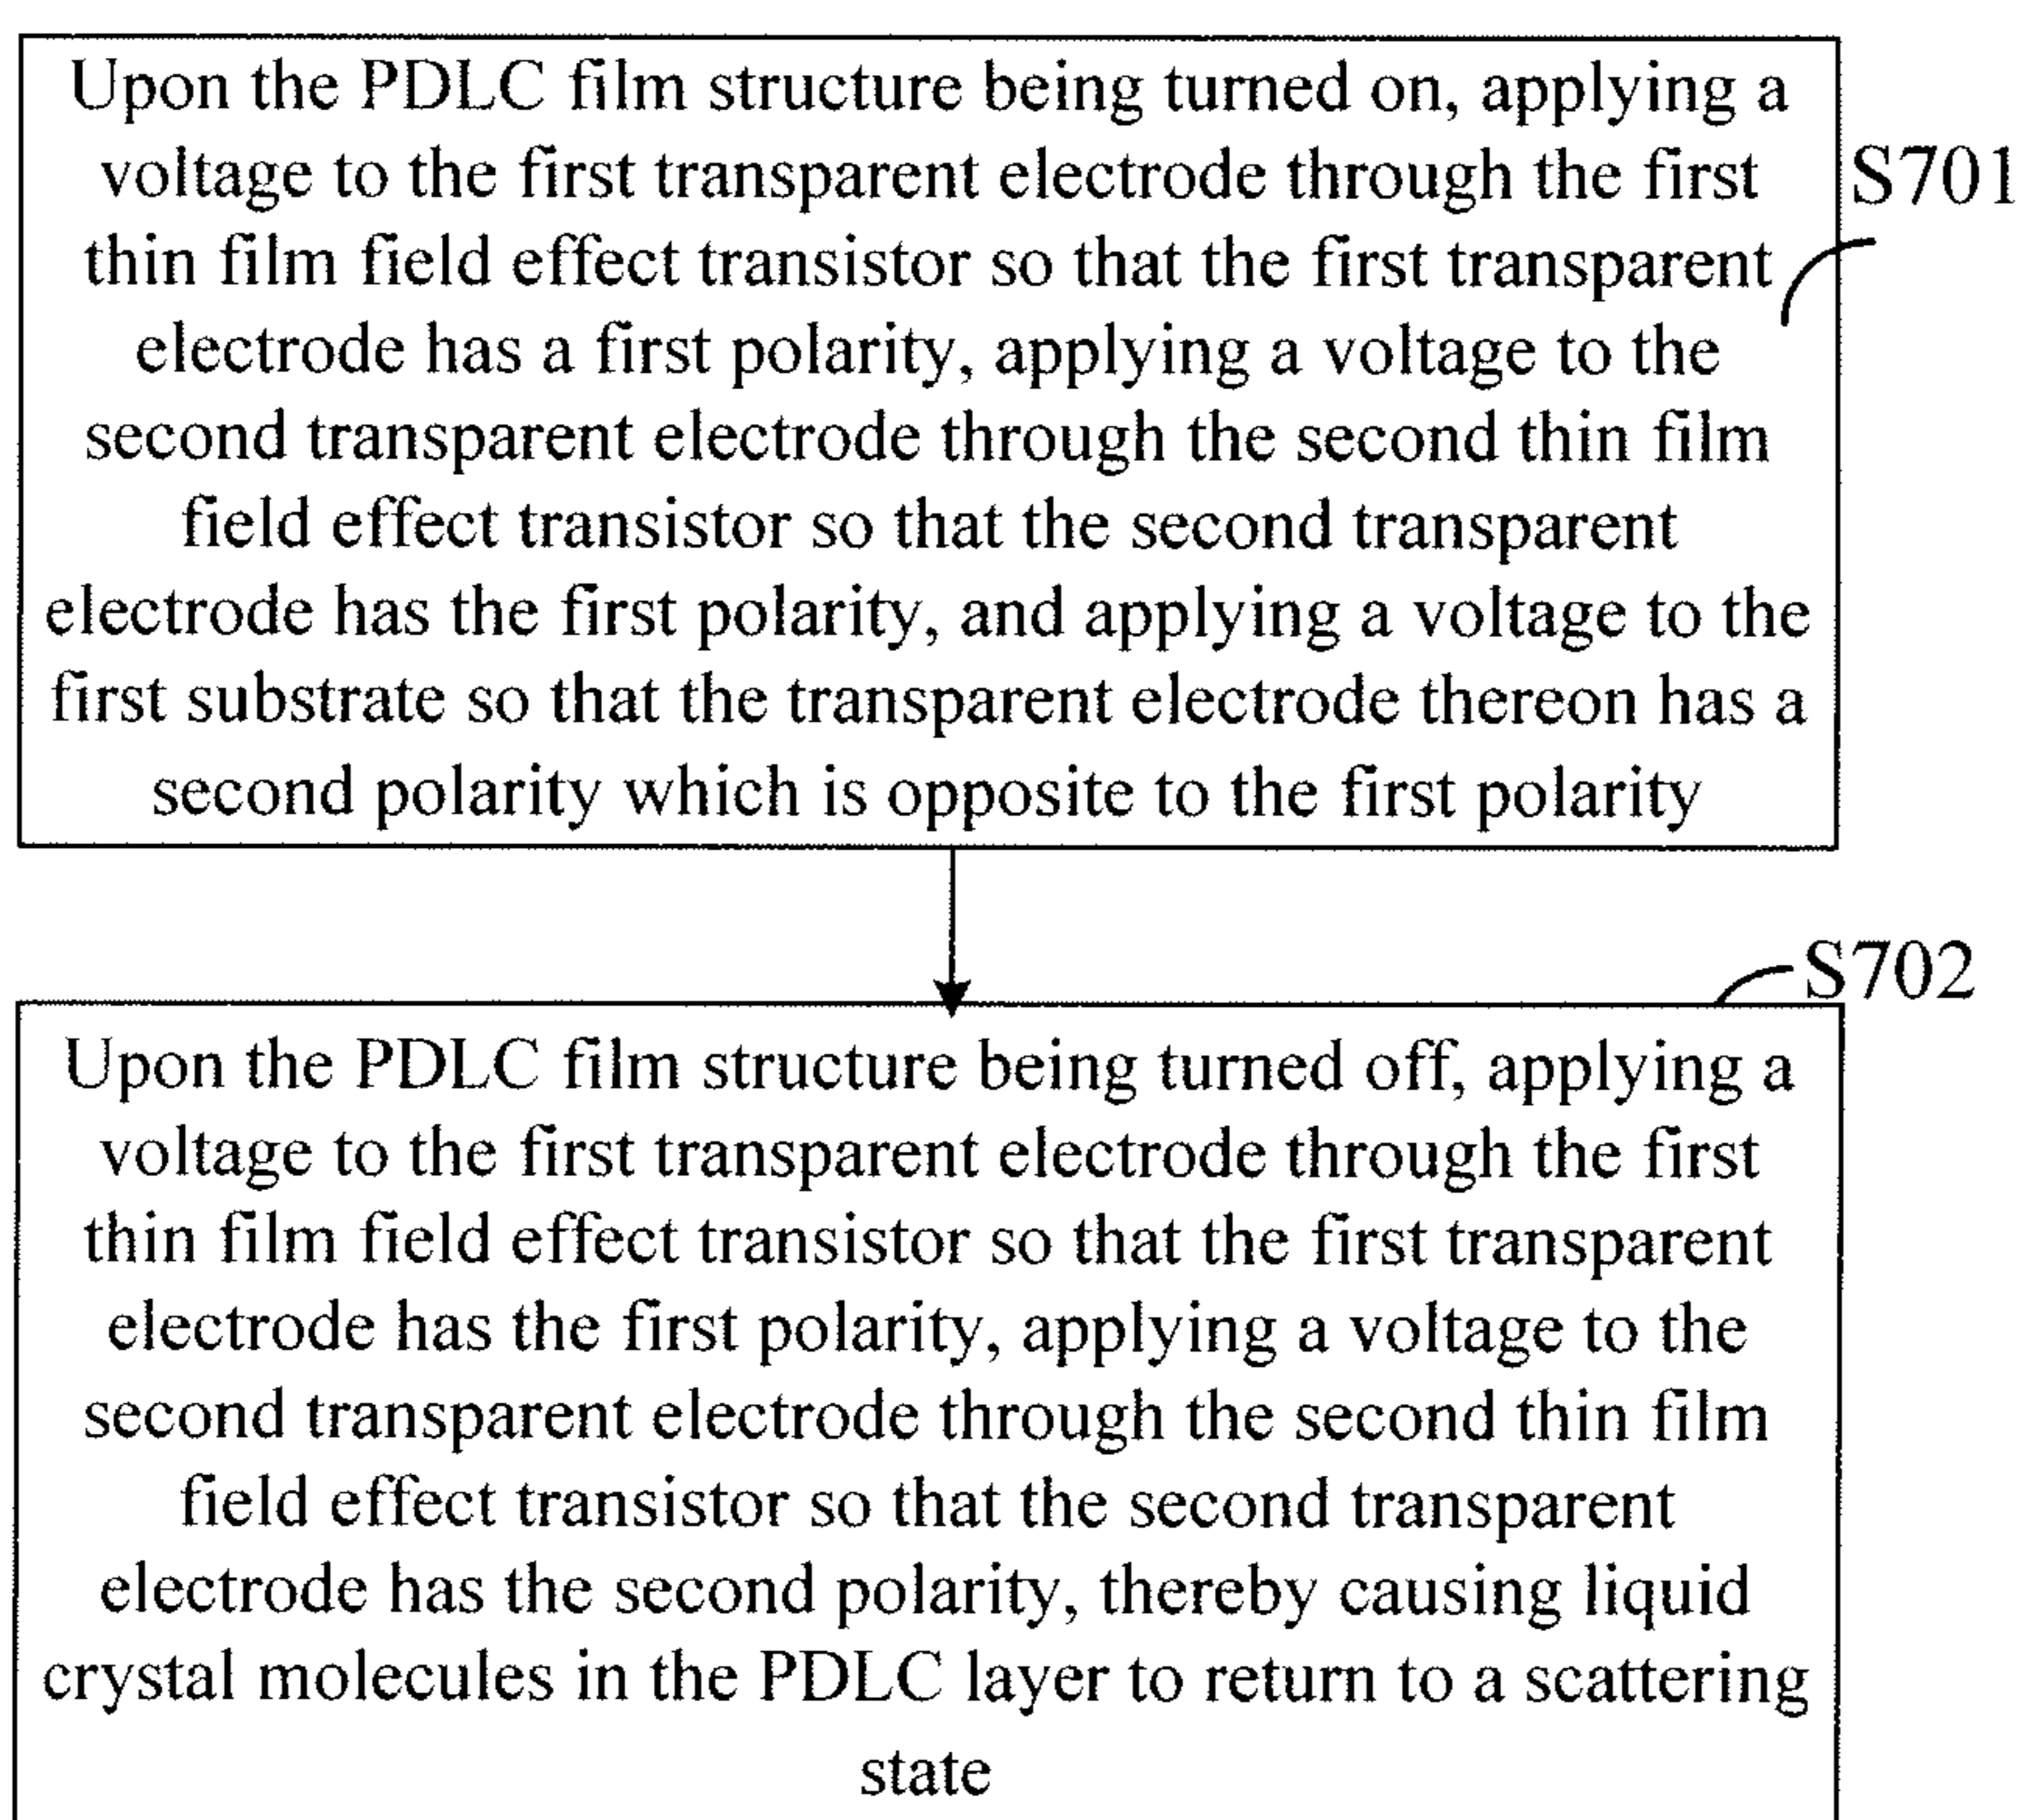 Upon the PDLC film structure being turned on, applying a
voltage to the first transparent electrode through the first
thin film field effect transistor so that the first transparent
electrode has a first polarity, applying a voltage to the
second transparent electrode through the second thin film
field effect transistor so that the second transparent
electrode has the first polarity, and applying a voltage to the
first substrate so that the transparent electrode thereon has a
second polarity which is opposite to the first polarity
S701
S702
Upon the PDLC film structure being turned off, applying a
voltage to the first transparent electrode through the first
thin film field effect transistor so that the first transparent
electrode has the first polarity, applying a voltage to the
second transparent electrode through the second thin film
field effect transistor so that the second transparent
electrode has the second polarity, thereby causing liquid
crystal molecules in the PDLC layer to return to a scattering
state